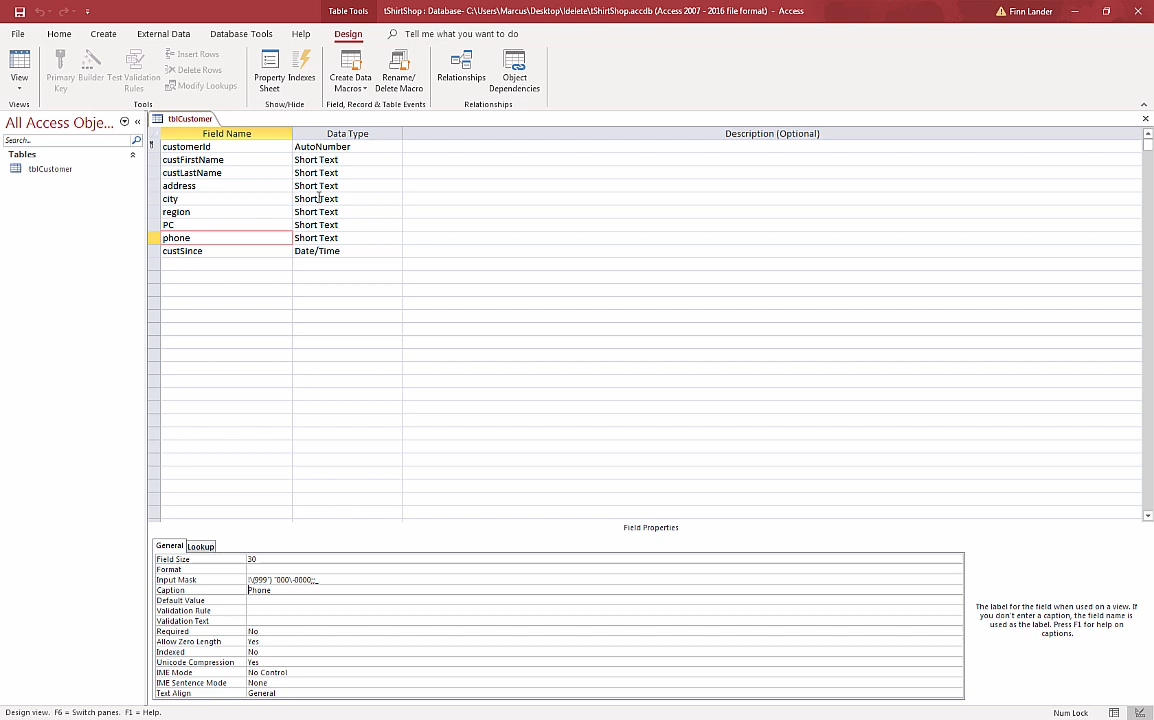 Table Tools
tShirtShop : Database- C:\Users\Marcus\Desktop\Idelete\tShirtShop.accdb (Access 2007 - 2016 file format) - Access
Finn Lander
File Home Create External Data Database Tools Help Design Tell me what you want to do
View
Views
Primary Key
Builder
Test Validation Rules
Insert Rows
Delete Rows
Modify Lookups
Tools
Property Sheet
Indexes
Show/Hide
Create Data Macros
Rename/ Delete Macro
Field, Record & Table Events
Relationships
Object Dependencies
Relationships
All Access Obje...
Search...
Tables
tblCustomer
tblCustomer
Field Name Data Type Description (Optional)
customerId AutoNumber
custFirstName Short Text
custLastName Short Text
address Short Text
city Short Text
region Short Text
PC Short Text
phone Short Text
custSince Date/Time
Field Properties
General Lookup
Field Size 30
Format
Input Mask !\(999") "000\-0000;;_
Caption Phone
Default Value
Validation Rule
Validation Text
Required No
Allow Zero Length Yes
Indexed No
Unicode Compression Yes
IME Mode No Control
IME Sentence Mode None
Text Align General
The label for the field when used on a view. If
you don't enter a caption, the field name is
used as the label. Press F1 for help on
captions.
Design view. F6 = Switch panes. F1 = Help.
Num Lock